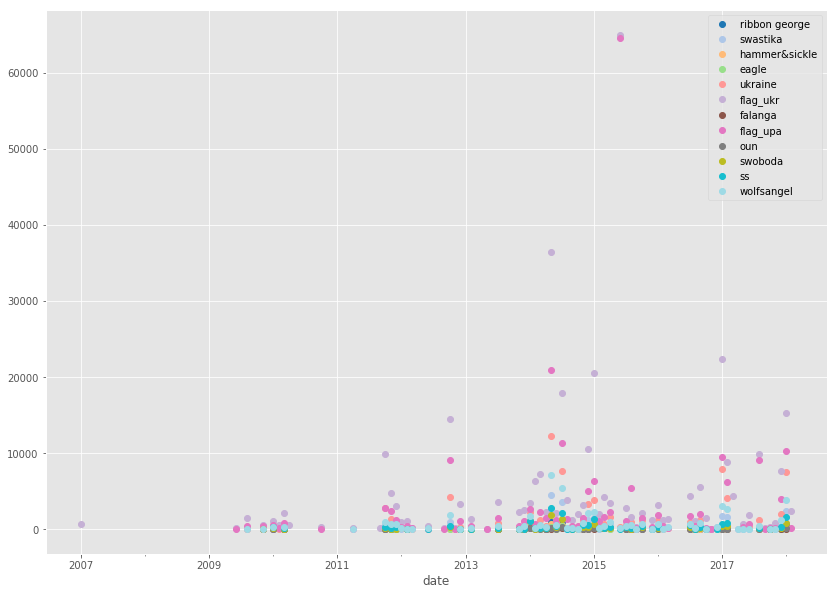 ribbon george
swastika
hammer&sickle
eagle
ukraine
flag_ukr
falanga
flag_upa
oun
swoboda
ss
wolfsangel
60000
50000
40000
30000
20000
10000
0
2007 2009 2011 2013 2015 2017
date